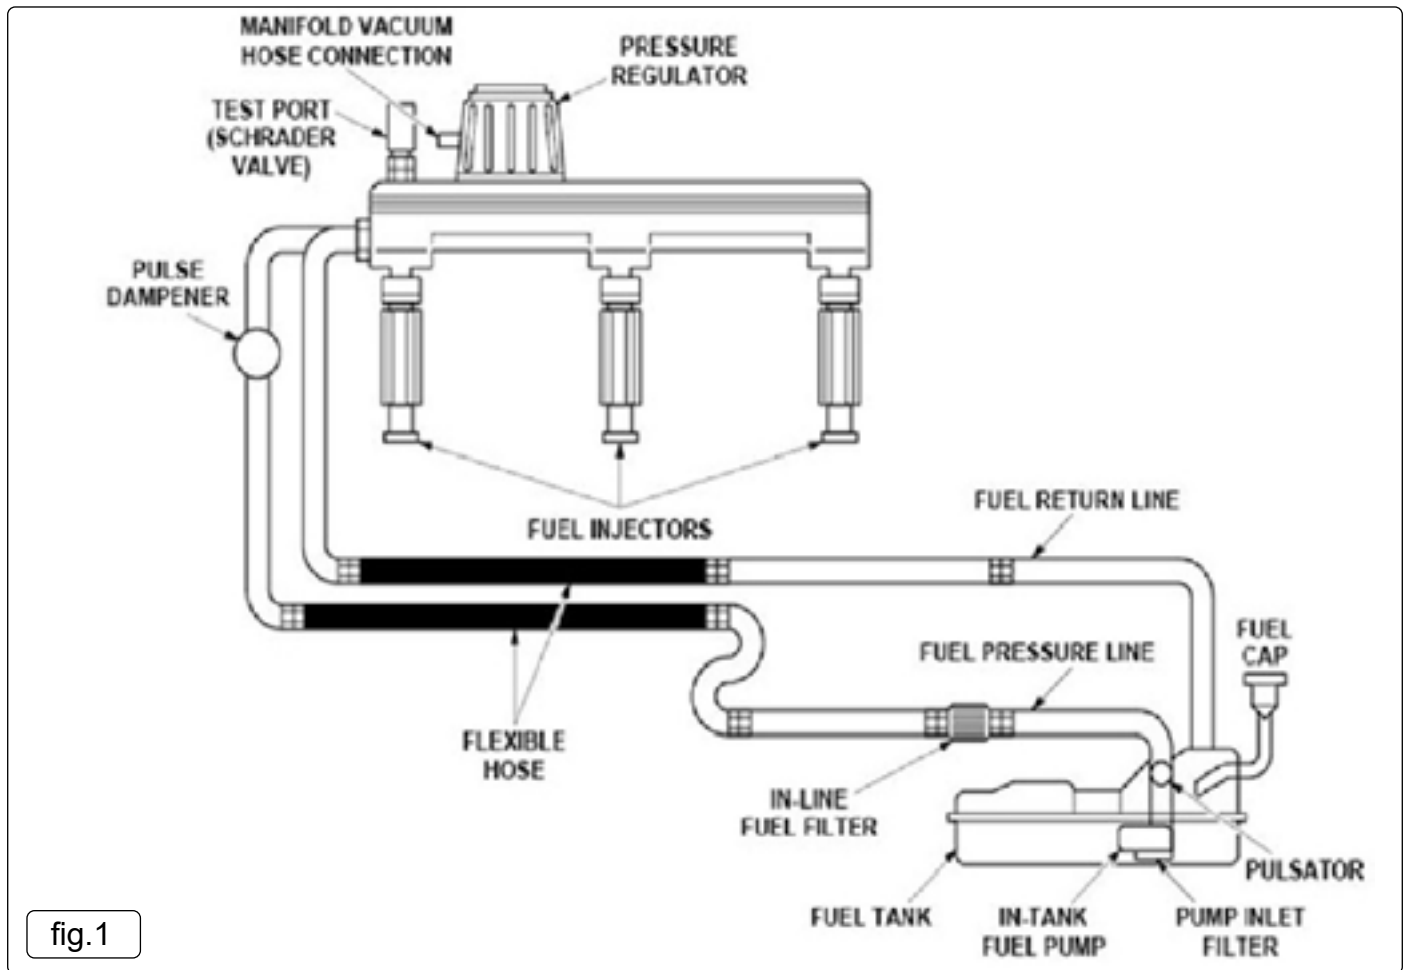 MANIFOLD VACUUM
HOSE CONNECTION
PRESSURE
REGULATOR
TEST PORT
(SCHRADER
VALVE)
PULSE
DAMPENER
FUEL INJECTORS
FUEL RETURN LINE
FUEL
CAP
FUEL PRESSURE LINE
FLEXIBLE
HOSE
IN-LINE
FUEL FILTER
PULSATOR
FUEL TANK
IN-TANK
FUEL PUMP
PUMP INLET
FILTER
fig.1